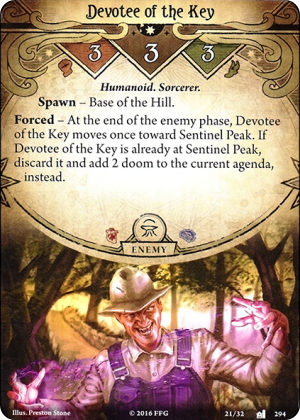 Devotee of the Key
3 3 3
Humanoid. Sorcerer.
Spawn – Base of the Hill.
Forced – At the end of the enemy phase, Devotee
of the Key moves once toward Sentinel Peak. If
Devotee of the Key is already at Sentinel Peak,
discard it and add 2 doom to the current agenda,
instead.
ENEMY
Illus. Preston Stone
© 2016 FFG
21/32
294